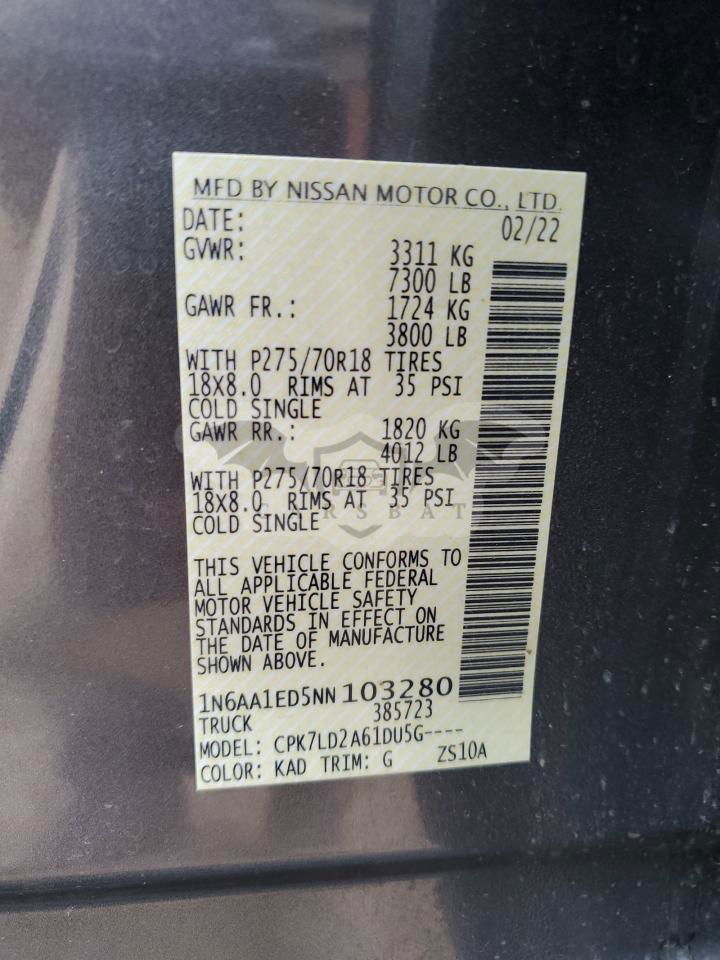 MFD BY NISSAN MOTOR CO., LTD.
DATE: 02/22
GVWR: 3311 KG
7300 LB
GAWR FR.: 1724 KG
3800 LB
WITH P275/70R18 TIRES
18X8.0 RIMS AT 35 PSI
COLD SINGLE
GAWR RR.: 1820 KG
4012 LB
WITH P275/70R18 TIRES
18X8.0 RIMS AT 35 PSI
COLD SINGLE
THIS VEHICLE CONFORMS TO
ALL APPLICABLE FEDERAL
MOTOR VEHICLE SAFETY
STANDARDS IN EFFECT ON
THE DATE OF MANUFACTURE
SHOWN ABOVE.
1N6AA1ED5NN103280
TRUCK 385723
MODEL: CPK7LD2A61DU5G----
COLOR: KAD TRIM: G ZS10A